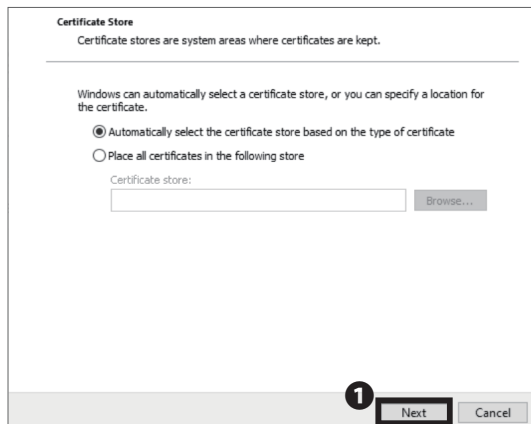 Certificate Store
Certificate stores are system areas where certificates are kept.
Windows can automatically select a certificate store, or you can specify a location for
the certificate.
Automatically select the certificate store based on the type of certificate
Place all certificates in the following store
Certificate store:
Browse...
1
Next Cancel